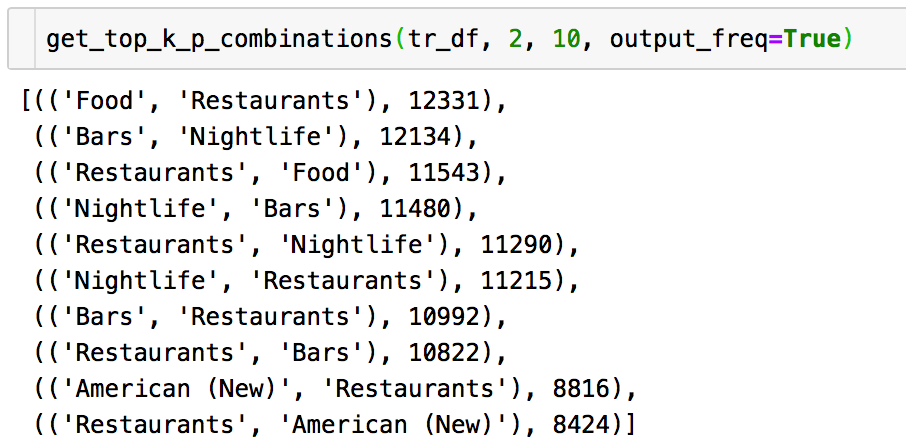 get_top_k_p_combinations(tr_df, 2, 10, output_freq=True)
[(('Food', 'Restaurants'), 12331),
(('Bars', 'Nightlife'), 12134),
(('Restaurants', 'Food'), 11543),
(('Nightlife', 'Bars'), 11480),
(('Restaurants', 'Nightlife'), 11290),
(('Nightlife', 'Restaurants'), 11215),
(('Bars', 'Restaurants'), 10992),
(('Restaurants', 'Bars'), 10822),
(('American (New)', 'Restaurants'), 8816),
(('Restaurants', 'American (New)'), 8424)]